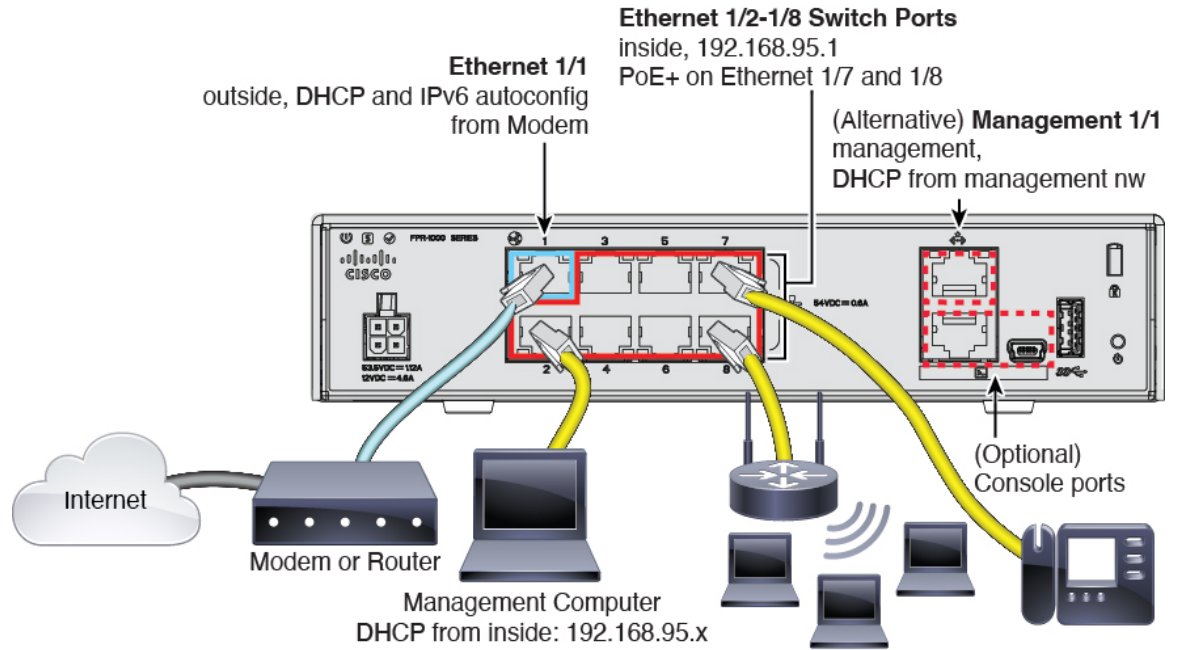 Ethernet 1/2-1/8 Switch Ports
inside, 192.168.95.1
PoE+ on Ethernet 1/7 and 1/8
Ethernet 1/1
outside, DHCP and IPv6 autoconfig
from Modem
(Alternative) Management 1/1
management,
DHCP from management nw
FPR-1000 SERIES
CISCO
1 3 5 7
54VDC 0.6A
53.5VDC 1.12A
12VDC 4.6A
2 4 6 8
Internet
Modem or Router
Management Computer
DHCP from inside: 192.168.95.x
(Optional)
Console ports